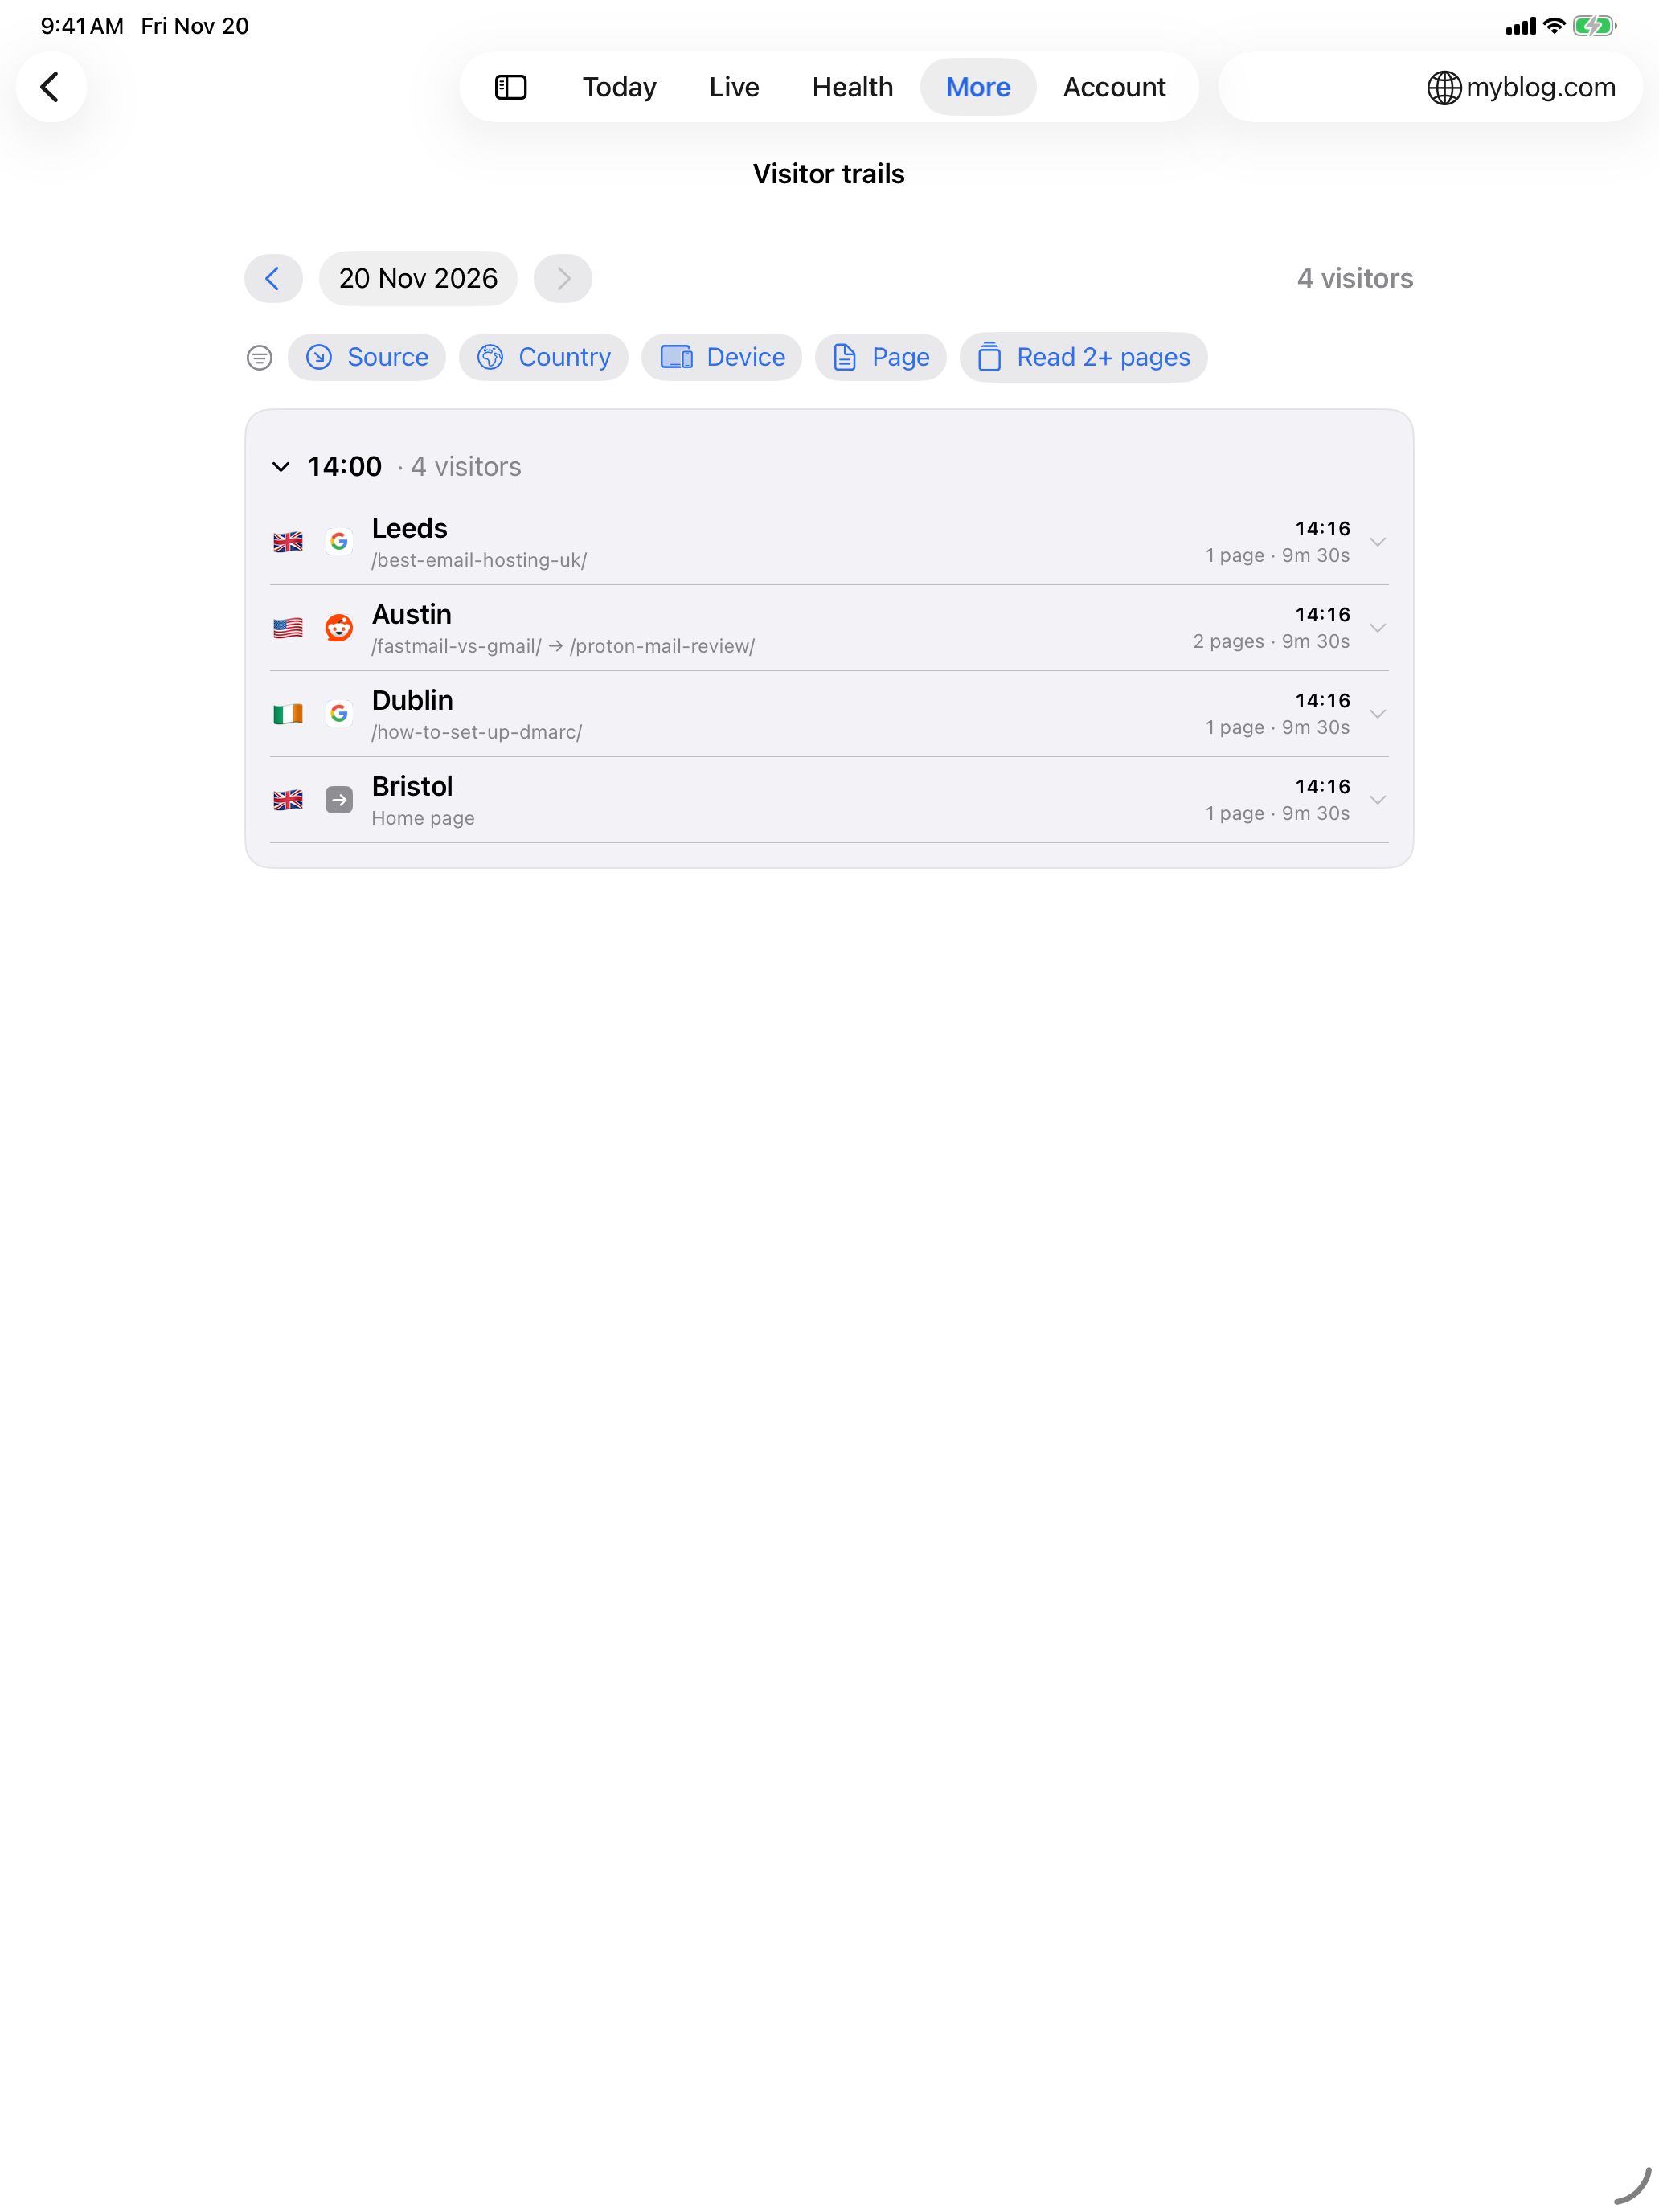 9:41 AM Fri Nov 20
Today Live Health More Account
myblog.com
Visitor trails
20 Nov 2026
4 visitors
Source Country Device Page Read 2+ pages
14:00 · 4 visitors
Leeds
14:16
/best-email-hosting-uk/
1 page · 9m 30s
Austin
14:16
/fastmail-vs-gmail/ → /proton-mail-review/
2 pages · 9m 30s
Dublin
14:16
/how-to-set-up-dmarc/
1 page · 9m 30s
Bristol
14:16
Home page
1 page · 9m 30s